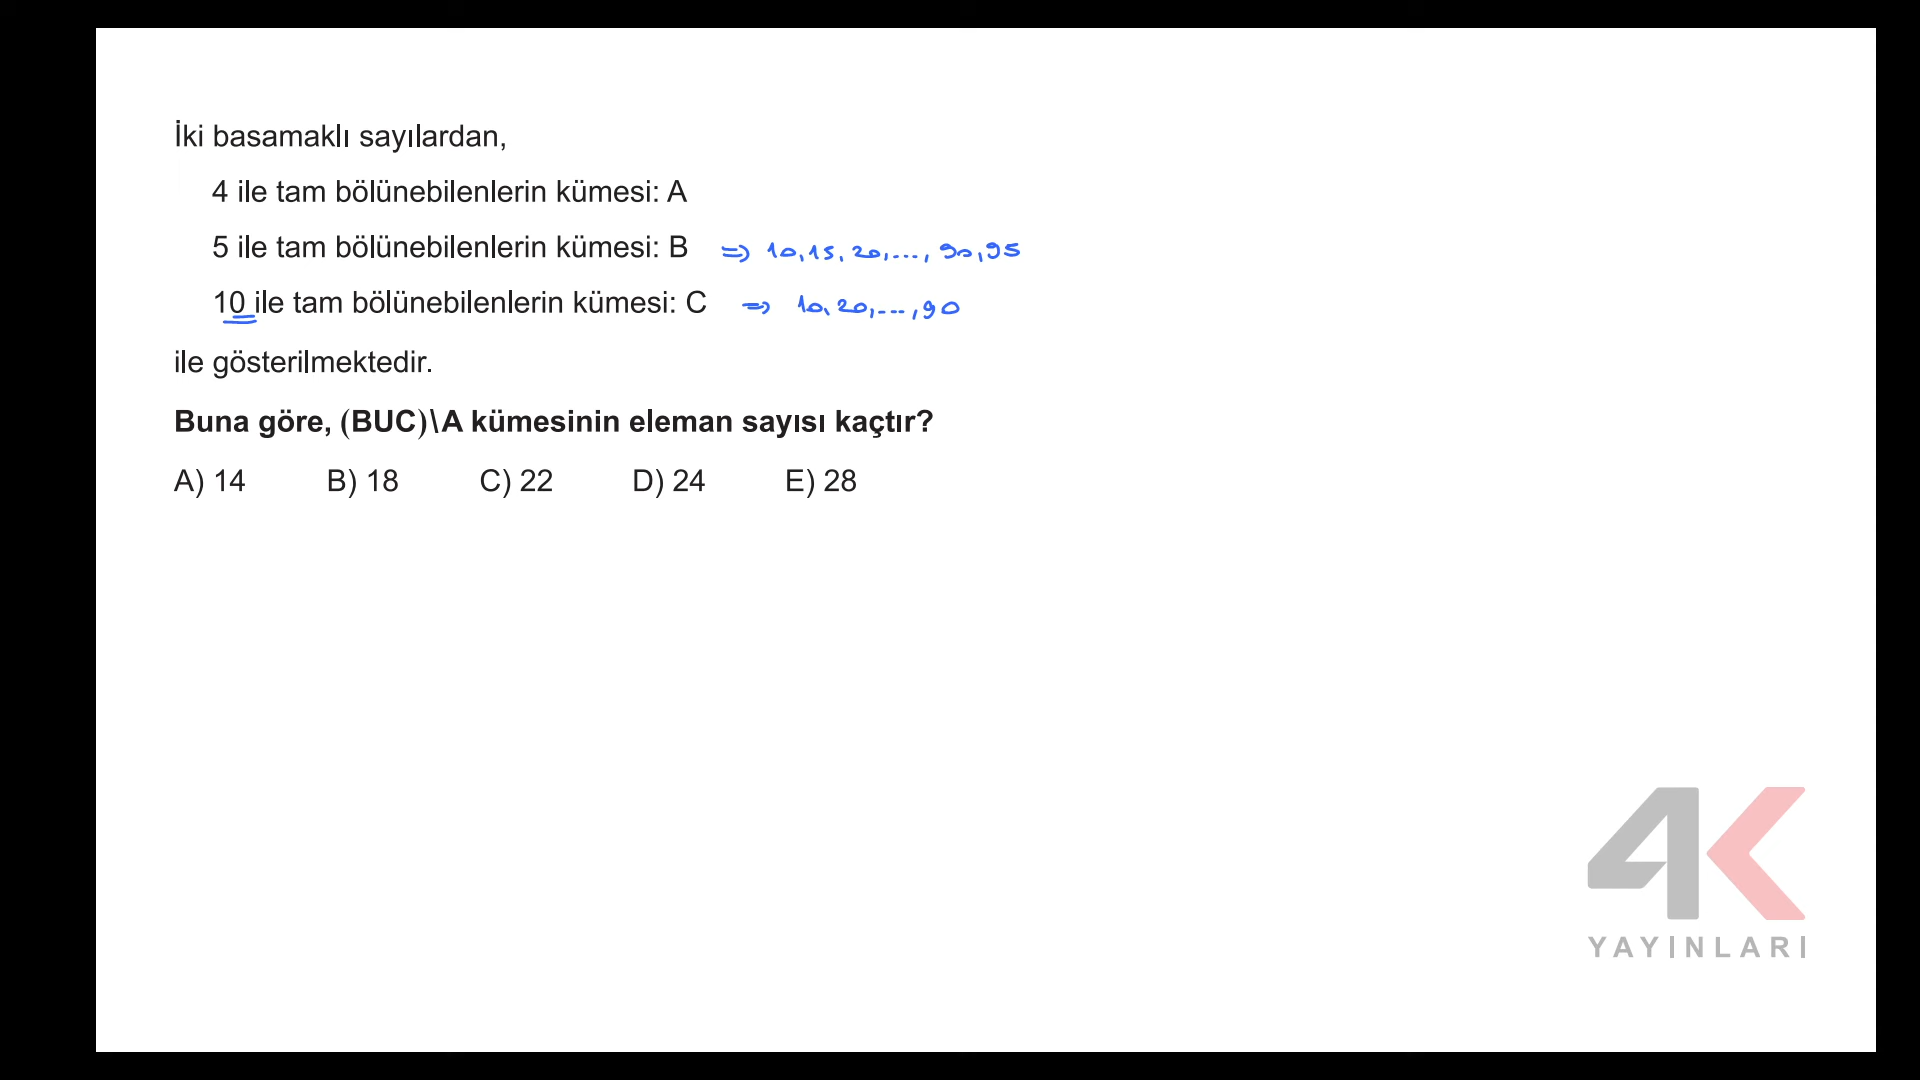 İki basamaklı sayılardan,
4 ile tam bölünebilenlerin kümesi: A
5 ile tam bölünebilenlerin kümesi: B ⇒ 10, 15, 20, ..., 90, 95
10 ile tam bölünebilenlerin kümesi: C ⇒ 10, 20, ..., 90
ile gösterilmektedir.
Buna göre, (BUC)\A kümesinin eleman sayısı kaçtır?
A) 14 B) 18 C) 22 D) 24 E) 28
4K
YAYINLARI